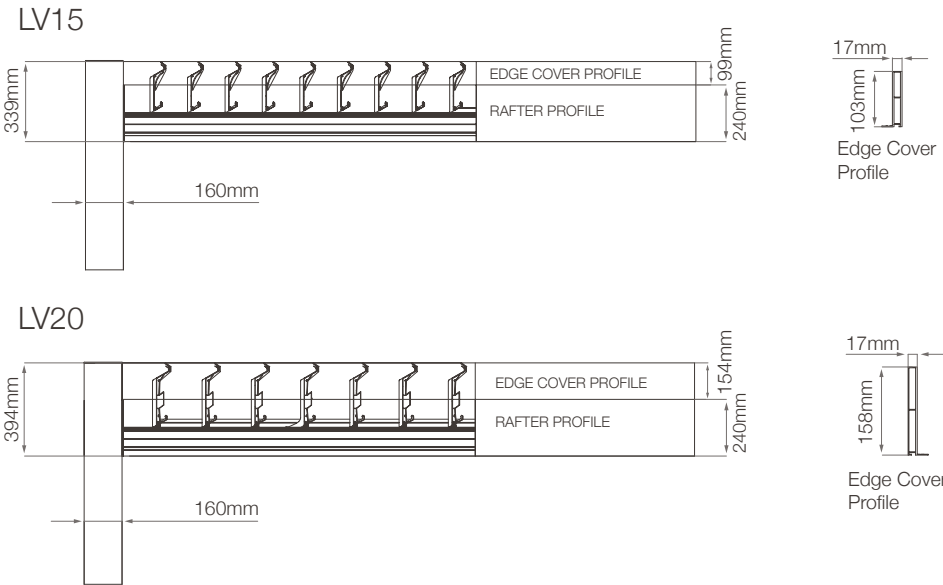 LV15
339mm
EDGE COVER PROFILE
99mm
RAFTER PROFILE
240mm
160mm
17mm
103mm
Edge Cover
Profile
LV20
394mm
EDGE COVER PROFILE
154mm
RAFTER PROFILE
240mm
160mm
17mm
158mm
Edge Cover
Profile